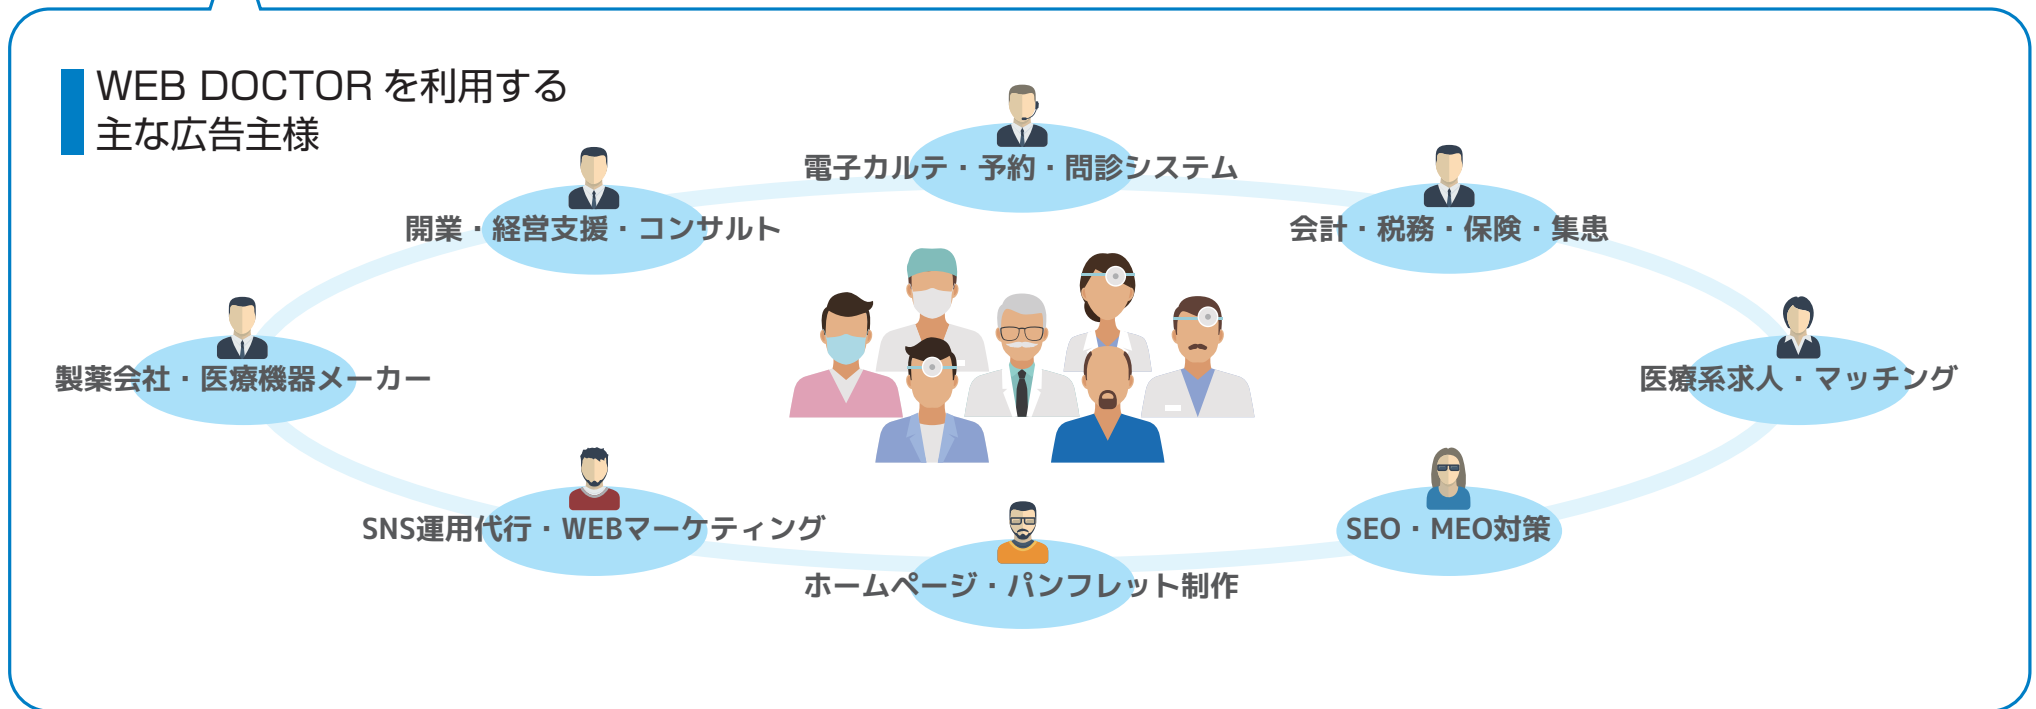 WEB DOCTOR を利用する
主な広告主様
電子カルテ・予約・問診システム
開業・経営支援・コンサルト
会計・税務・保険・集患
製薬会社・医療機器メーカー
医療系求人・マッチング
SNS運用代行・WEBマーケティング
SEO・MEO対策
ホームページ・パンフレット制作